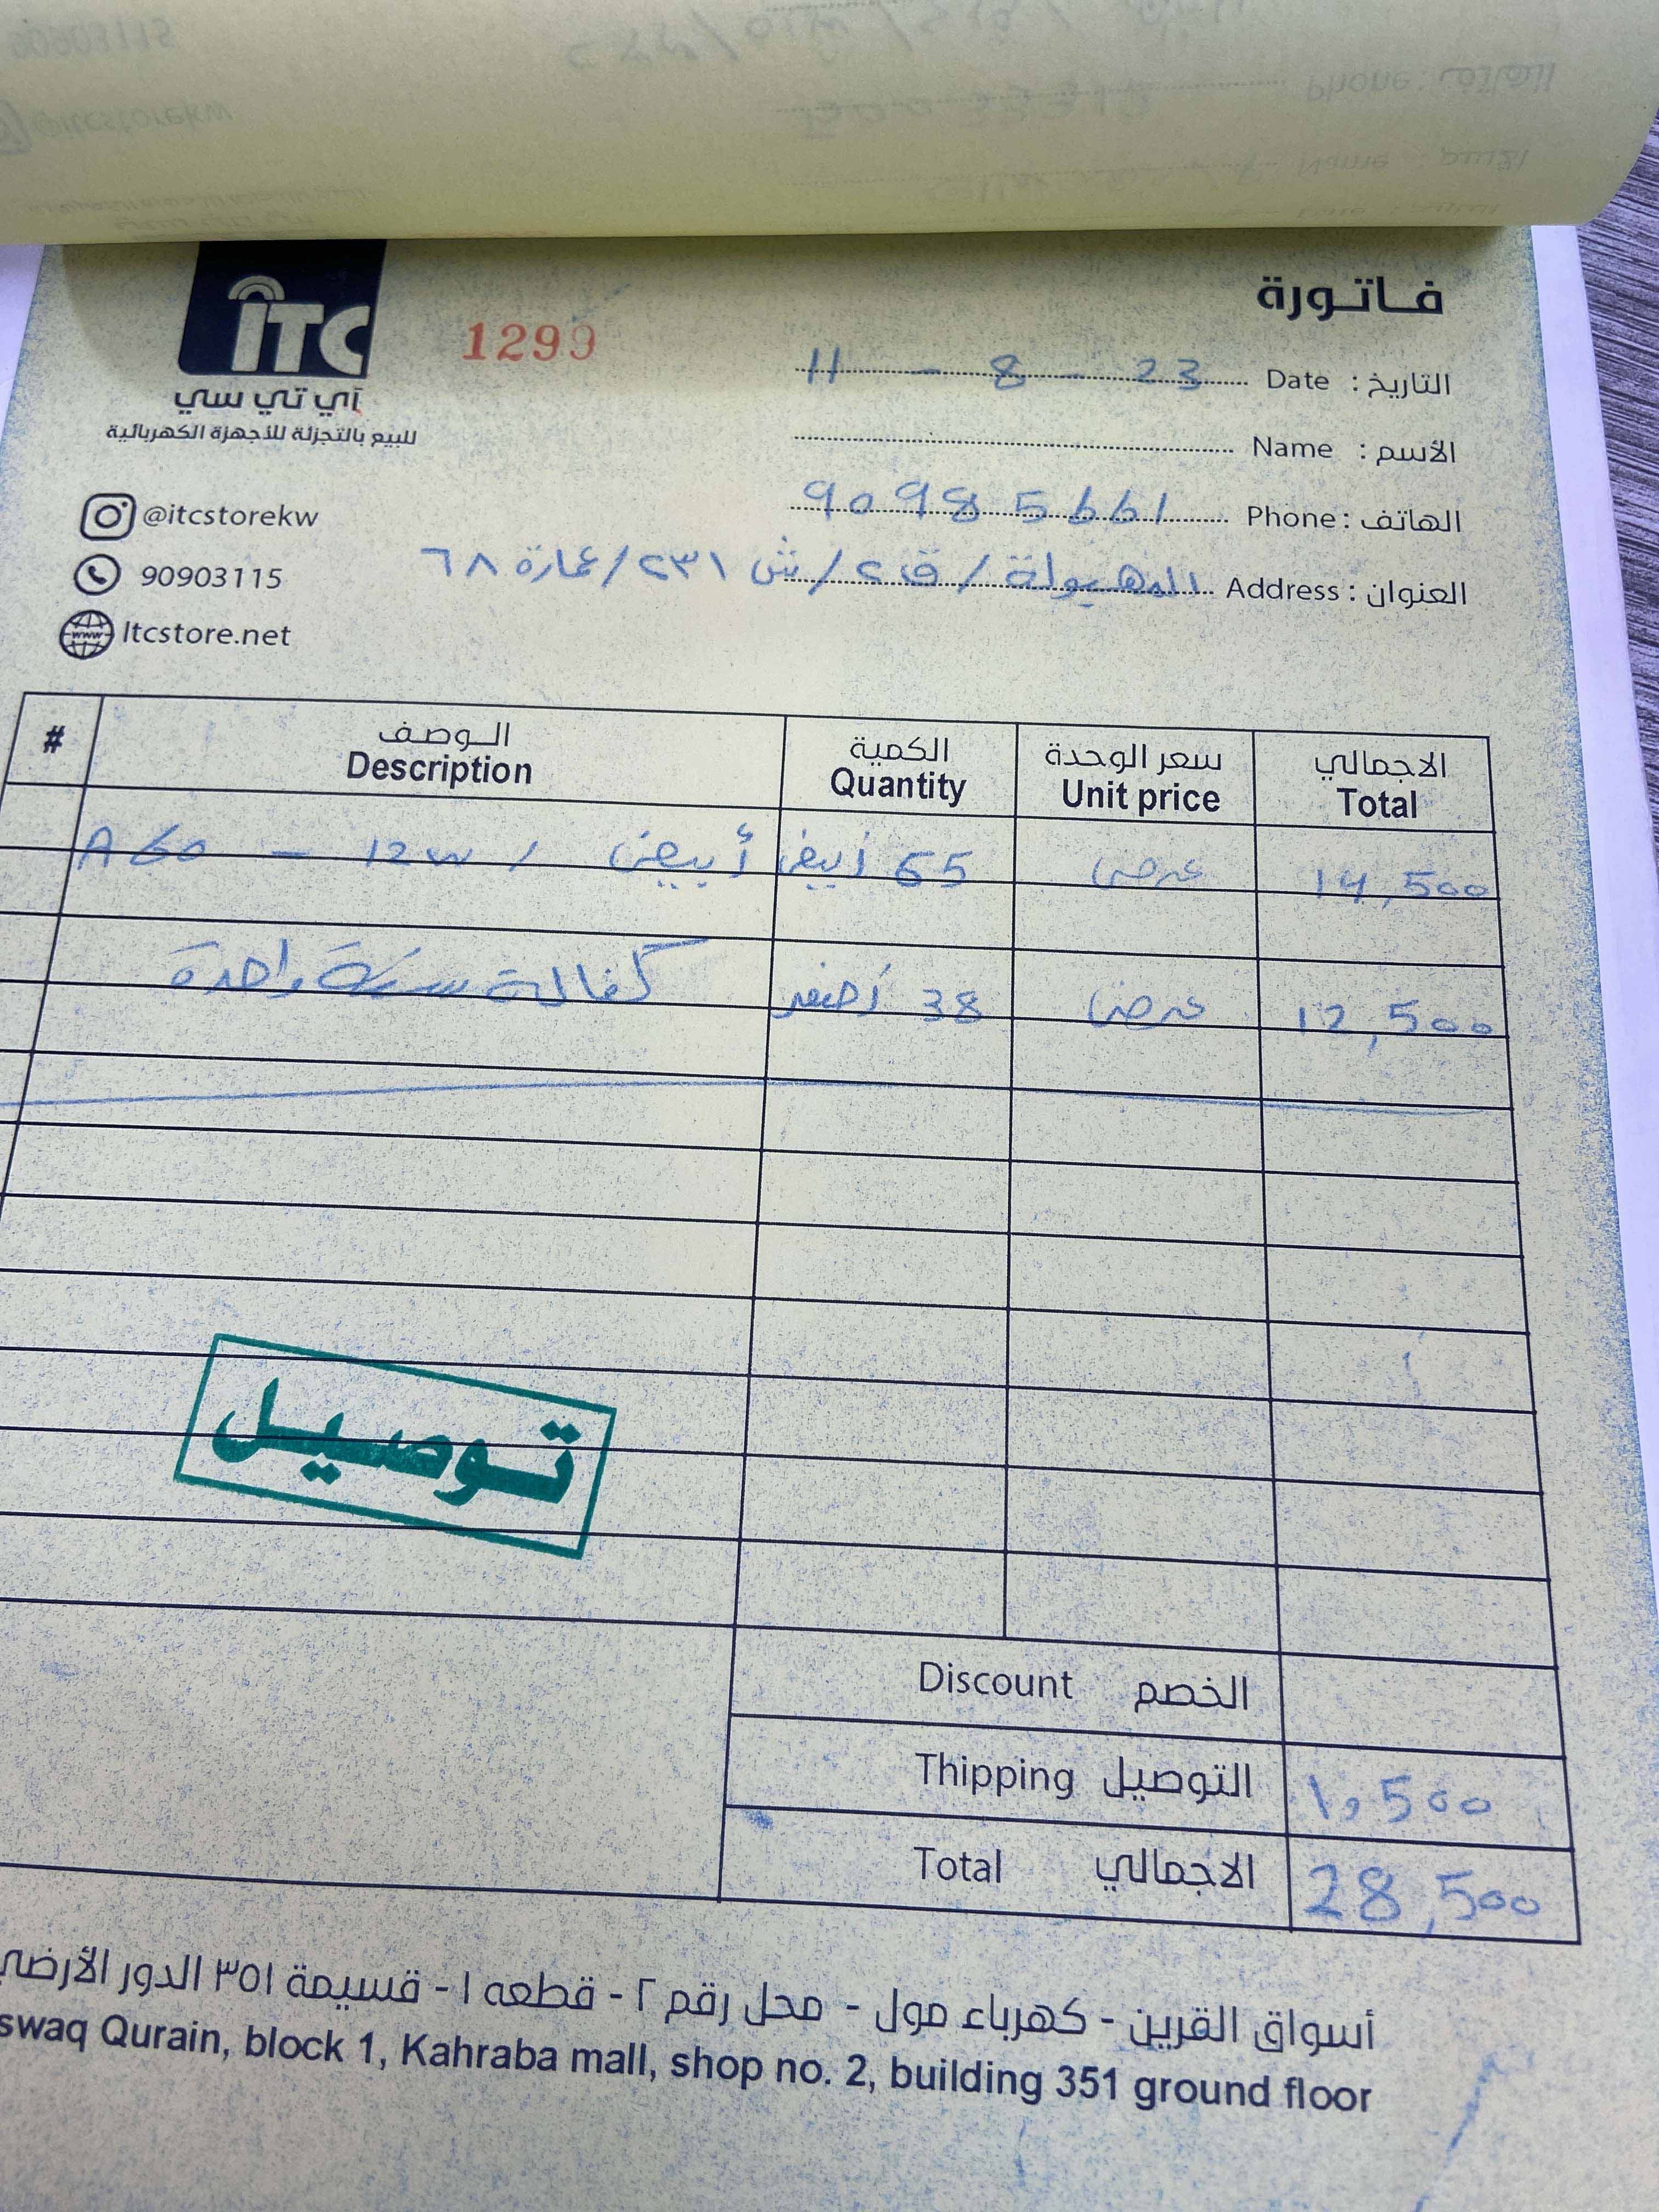 فاتورة
ITC
آي تي سي
للبيع بالتجزئة للأجهزة الكهربائية
1299
التاريخ : Date 11 - 8 - 23
الأسم : Name
@itcstorekw
الهاتف : Phone 90985661
90903115
العنوان : Address المهبولة / ق٢ / ش ٢٣١ / عمارة ٦٨
Itcstore.net
# الوصف الكمية سعر الوحدة الاجمالي
Description Quantity Unit price Total
A60 - 12w / أبيض 65 أبيض عرض 14,500
كفالة سنة واحدة 38 أصفر عرض 12,500
توصيل
Discount الخصم
Thipping التوصيل 1,500
Total الاجمالي 28,500
أسواق القرين - كهرباء مول - محل رقم ٢ - قطعه ١ - قسيمة ٣٥١ الدور الأرضي
swaq Qurain, block 1, Kahraba mall, shop no. 2, building 351 ground floor